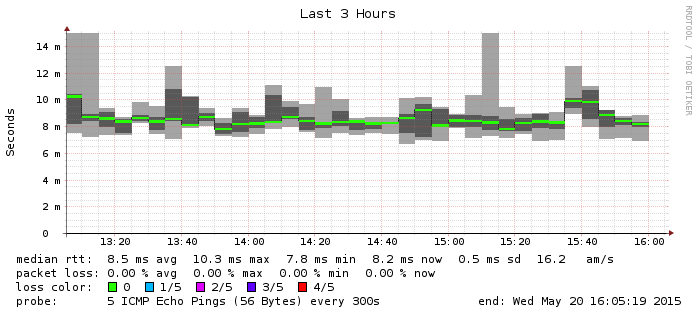 Last 3 Hours
RRDTOOL / TOBI OETIKER
Seconds
14 m
12 m
10 m
8 m
6 m
4 m
2 m
0
13:20 13:40 14:00 14:20 14:40 15:00 15:20 15:40 16:00
median rtt: 8.5 ms avg 10.3 ms max 7.8 ms min 8.2 ms now 0.5 ms sd 16.2 am/s
packet loss: 0.00 % avg 0.00 % max 0.00 % min 0.00 % now
loss color: 0 1/5 2/5 3/5 4/5
probe: 5 ICMP Echo Pings (56 Bytes) every 300s end: Wed May 20 16:05:19 2015